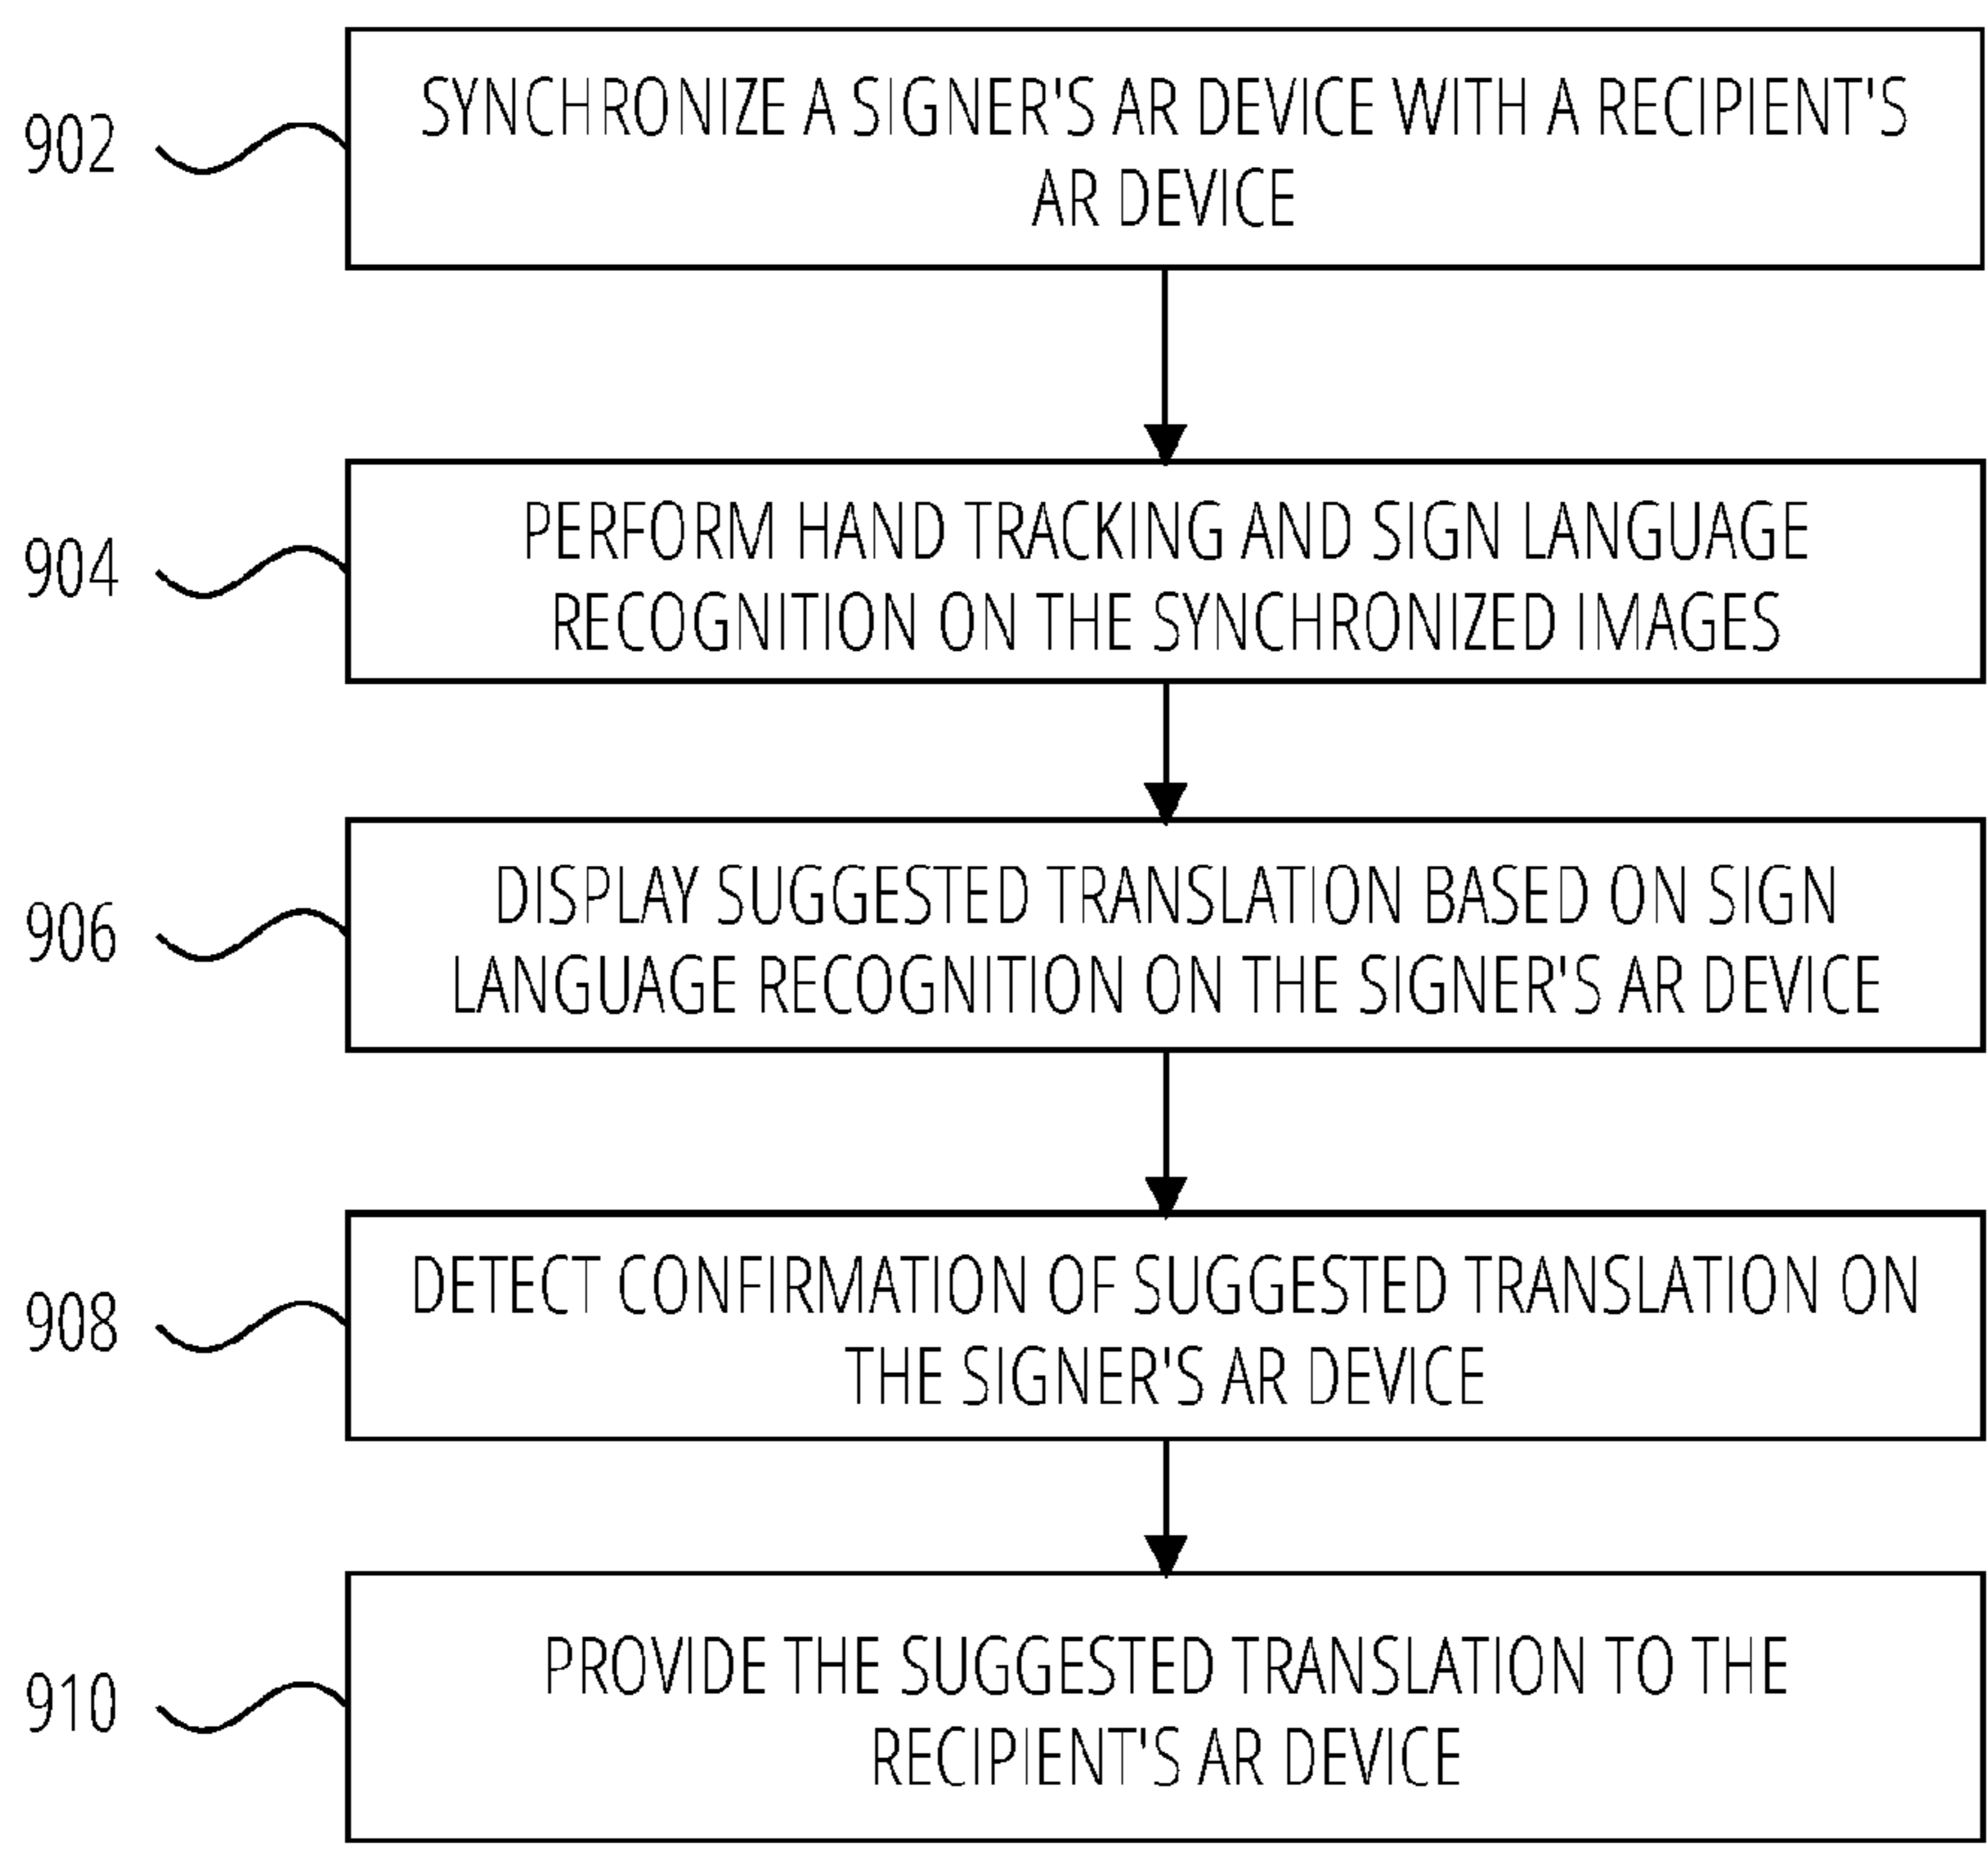 902
SYNCHRONIZE A SIGNER'S AR DEVICE WITH A RECIPIENT'S
AR DEVICE
904
PERFORM HAND TRACKING AND SIGN LANGUAGE
RECOGNITION ON THE SYNCHRONIZED IMAGES
906
DISPLAY SUGGESTED TRANSLATION BASED ON SIGN
LANGUAGE RECOGNITION ON THE SIGNER'S AR DEVICE
908
DETECT CONFIRMATION OF SUGGESTED TRANSLATION ON
THE SIGNER'S AR DEVICE
910
PROVIDE THE SUGGESTED TRANSLATION TO THE
RECIPIENT'S AR DEVICE